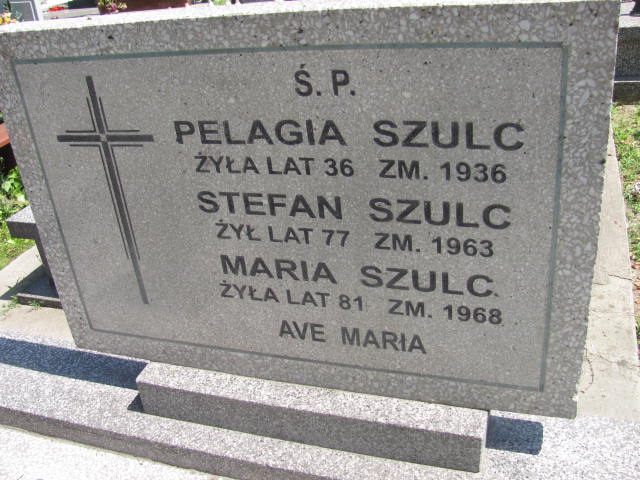 Ś. P.
PELAGIA SZULC
ŻYŁA LAT 36 ZM. 1936
STEFAN SZULC
ŻYŁ LAT 77 ZM. 1963
MARIA SZULC
ŻYŁA LAT 81 ZM. 1968
AVE MARIA